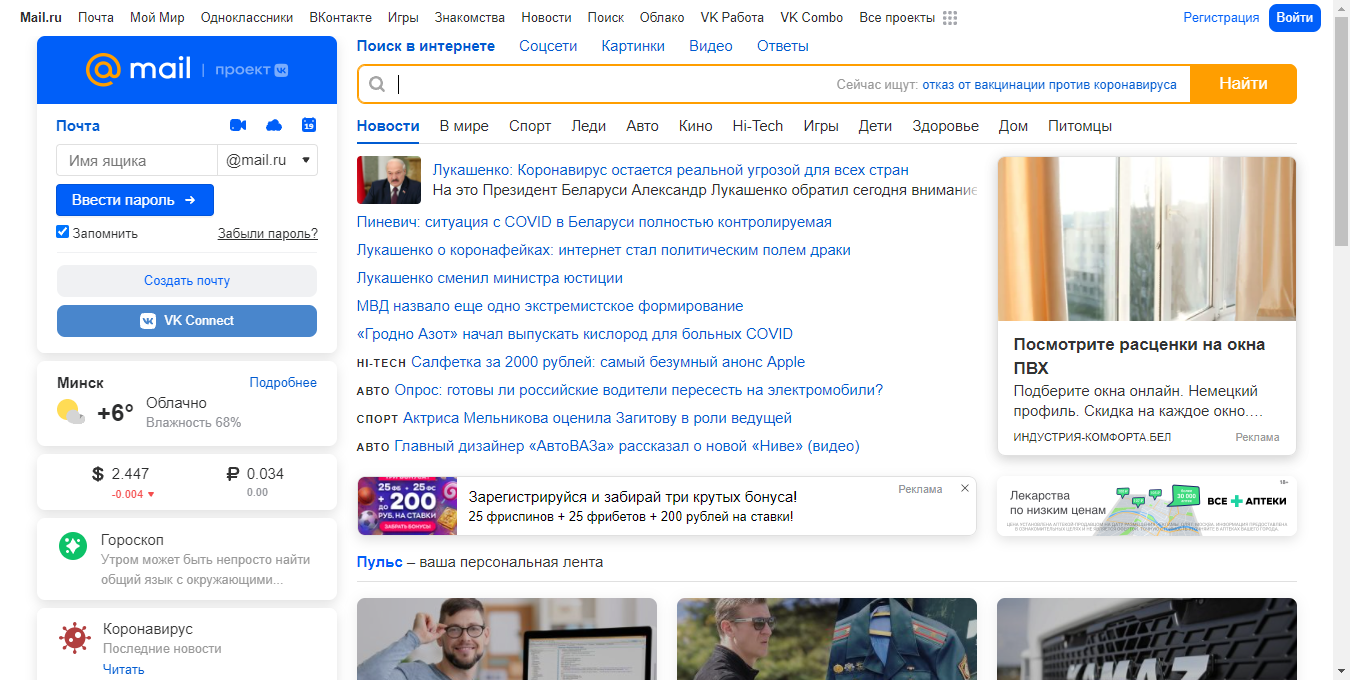 Mail.ru Почта Мой Мир Одноклассники ВКонтакте Игры Знакомства Новости Поиск Облако VK Работа VK Combo Все проекты Регистрация Войти
mail | проект
Почта
19
Имя ящика @mail.ru
Ввести пароль →
Запомнить Забыли пароль?
Создать почту
VK Connect
Минск Подробнее
+6° Облачно
Влажность 68%
$ 2.447 ₽ 0.034
-0.004 0.00
Гороскоп
Утром может быть непросто найти
общий язык с окружающими...
Коронавирус
Последние новости
Читать
Поиск в интернете Соцсети Картинки Видео Ответы
Сейчас ищут: отказ от вакцинации против коронавируса Найти
Новости В мире Спорт Леди Авто Кино Hi-Tech Игры Дети Здоровье Дом Питомцы
Лукашенко: Коронавирус остается реальной угрозой для всех стран
На это Президент Беларуси Александр Лукашенко обратил сегодня внимание
Пиневич: ситуация с COVID в Беларуси полностью контролируемая
Лукашенко о коронафейках: интернет стал политическим полем драки
Лукашенко сменил министра юстиции
МВД назвало еще одно экстремистское формирование
«Гродно Азот» начал выпускать кислород для больных COVID
HI-TECH Салфетка за 2000 рублей: самый безумный анонс Apple
АВТО Опрос: готовы ли российские водители пересесть на электромобили?
СПОРТ Актриса Мельникова оценила Загитову в роли ведущей
АВТО Главный дизайнер «АвтоВАЗа» рассказал о новой «Ниве» (видео)
Посмотрите расценки на окна
ПВХ
Подберите окна онлайн. Немецкий
профиль. Скидка на каждое окно....
ИНДУСТРИЯ-КОМФОРТА.БЕЛ Реклама
25 ФБ + 25 ФС
ДО +200
РУБ. НА СТАВКИ
ЗАБРАТЬ БОНУСЫ
Зарегистрируйся и забирай три крутых бонуса!
25 фриспинов + 25 фрибетов + 200 рублей на ставки!
Реклама
Лекарства
по низким ценам
30 000
ВСЕ АПТЕКИ
18+
Пульс – ваша персональная лента